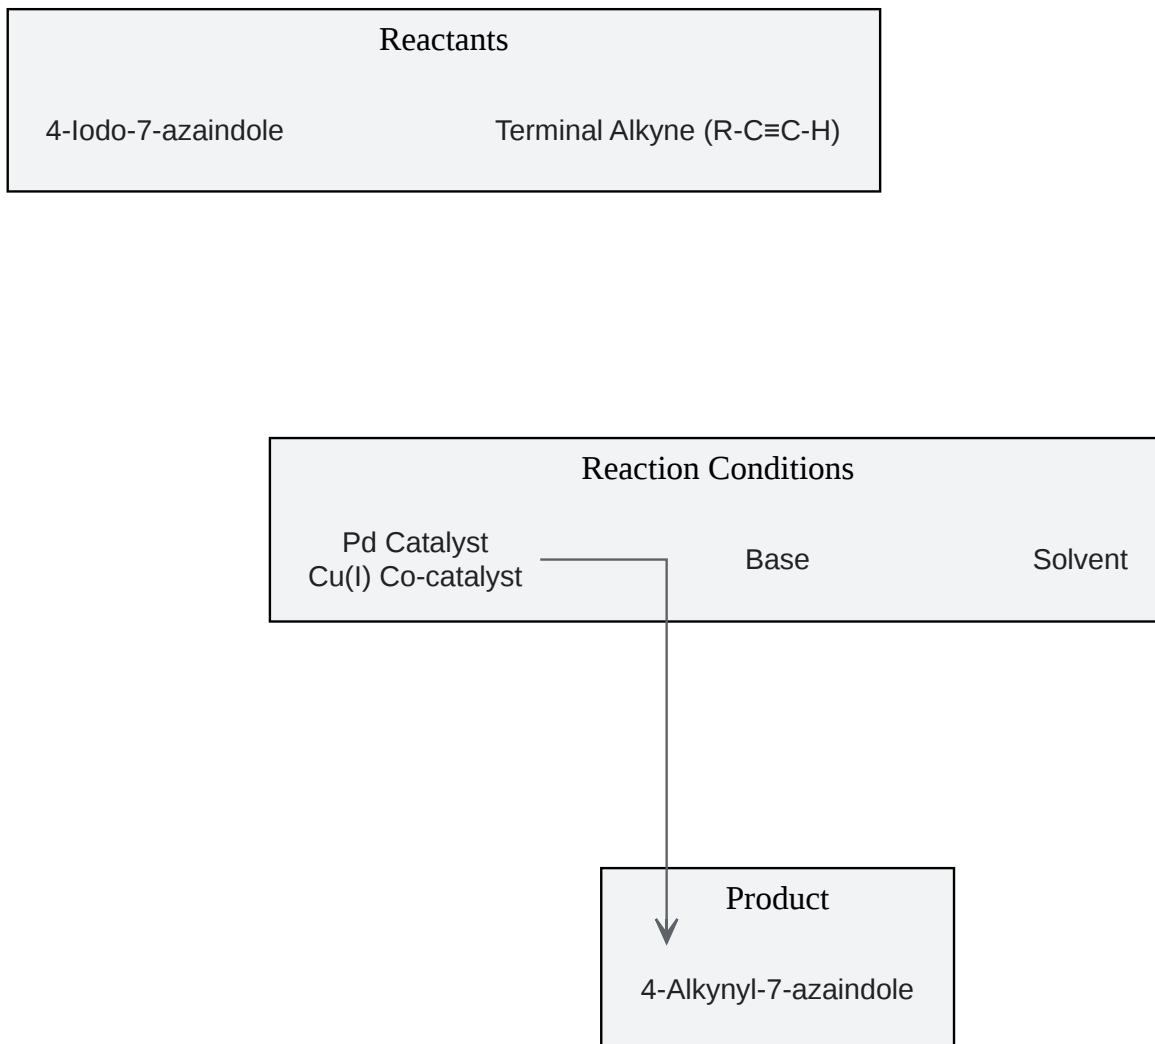 Reactants
4-Iodo-7-azaindole
Terminal Alkyne (R-C≡C-H)
Reaction Conditions
Pd Catalyst
Cu(I) Co-catalyst
Base
Solvent
Product
4-Alkynyl-7-azaindole